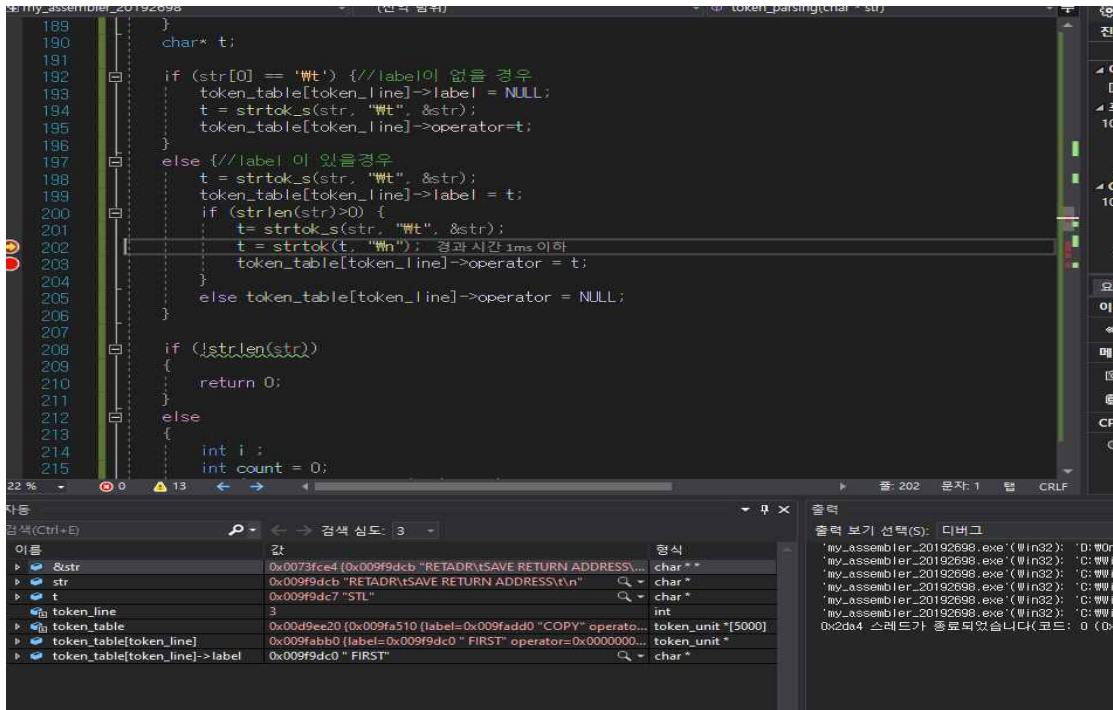 my_assembler_20192698 (전역 범위) token_parsing(char * str)
189 }
190 char* t;
191
192 if (str[0] == '₩t') {//label이 없을 경우
193 token_table[token_line]->label = NULL;
194 t = strtok_s(str, "₩t", &str);
195 token_table[token_line]->operator=t;
196 }
197 else {//label 이 있을경우
198 t = strtok_s(str, "₩t", &str);
199 token_table[token_line]->label = t;
200 if (strlen(str)>0) {
201 t= strtok_s(str, "₩t", &str);
202 t = strtok(t, "₩n"); 경과 시간 1ms 이하
203 token_table[token_line]->operator = t;
204 }
205 else token_table[token_line]->operator = NULL;
206 }
207
208 if (!strlen(str))
209 {
210 return 0;
211 }
212 else
213 {
214 int i ;
215 int count = 0;
22 % 0 13 줄: 202 문자: 1 탭 CRLF
자동
검색(Ctrl+E) 검색 심도: 3
이름 값 형식
&str 0x0073fce4 {0x009f9dcb "RETADR\tSAVE RETURN ADDRESS\... char * *
str 0x009f9dcb "RETADR\tSAVE RETURN ADDRESS\t\n" char *
t 0x009f9dc7 "STL" char *
token_line 3 int
token_table 0x00d9ee20 {0x009fa510 {label=0x009fadd0 "COPY" operato... token_unit *[5000]
token_table[token_line] 0x009fabb0 {label=0x009f9dc0 " FIRST" operator=0x0000000... token_unit *
token_table[token_line]->label 0x009f9dc0 " FIRST" char *
출력
출력 보기 선택(S): 디버그
'my_assembler_20192698.exe'(Win32):
'my_assembler_20192698.exe'(Win32):
'my_assembler_20192698.exe'(Win32):
'my_assembler_20192698.exe'(Win32):
'my_assembler_20192698.exe'(Win32):
'my_assembler_20192698.exe'(Win32):
0x2da4 스레드가 종료되었습니다(코드: 0